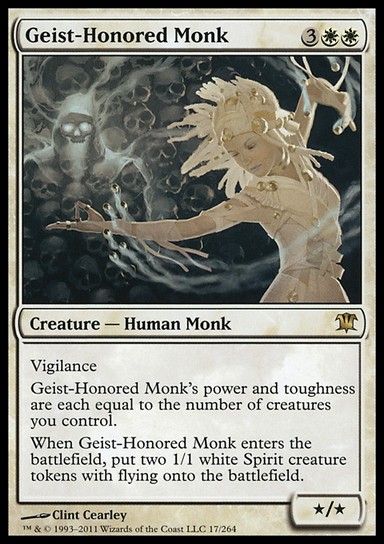 Geist-Honored Monk 3
Creature — Human Monk
Vigilance
Geist-Honored Monk's power and toughness
are each equal to the number of creatures
you control.
When Geist-Honored Monk enters the
battlefield, put two 1/1 white Spirit creature
tokens with flying onto the battlefield.
Clint Cearley
™ & © 1993–2011 Wizards of the Coast LLC 17/264
★/★